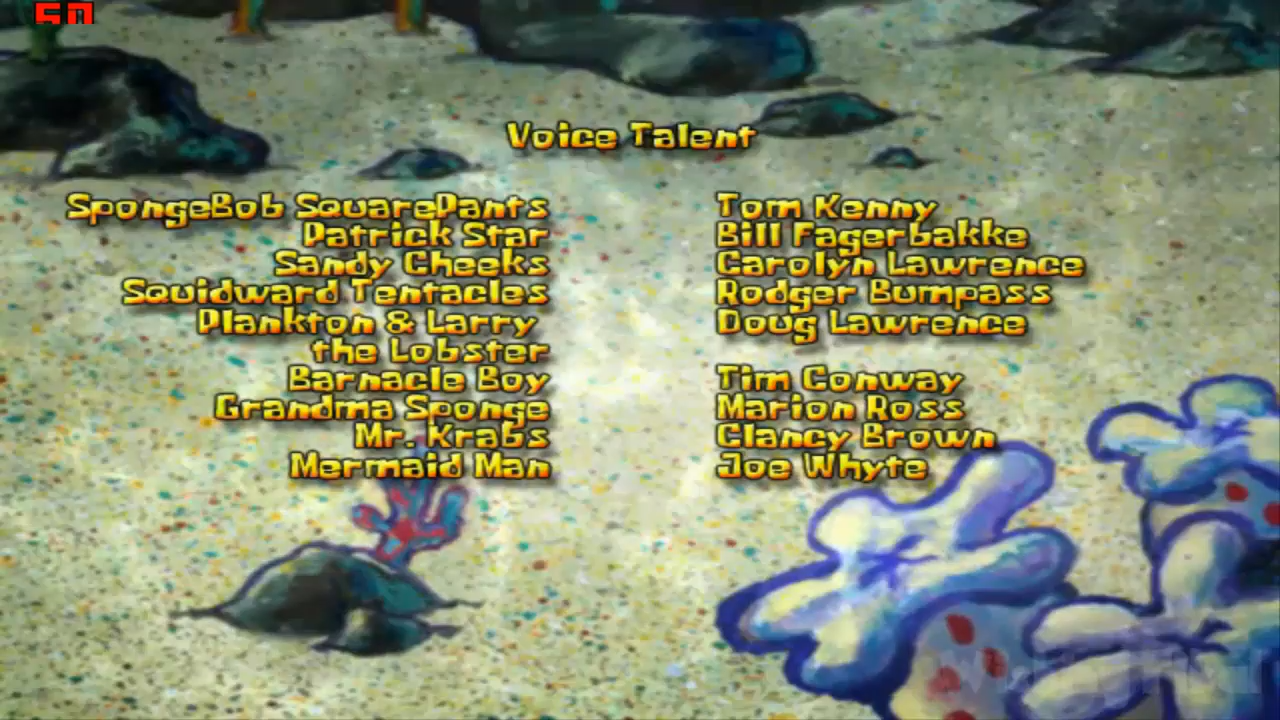 50
Voice Talent
SpongeBob SquarePants Tom Kenny
Patrick Star Bill Fagerbakke
Sandy Cheeks Carolyn Lawrence
Squidward Tentacles Rodger Bumpass
Plankton & Larry Doug Lawrence
the Lobster
Barnacle Boy Tim Conway
Grandma Sponge Marion Ross
Mr. Krabs Clancy Brown
Mermaid Man Joe Whyte